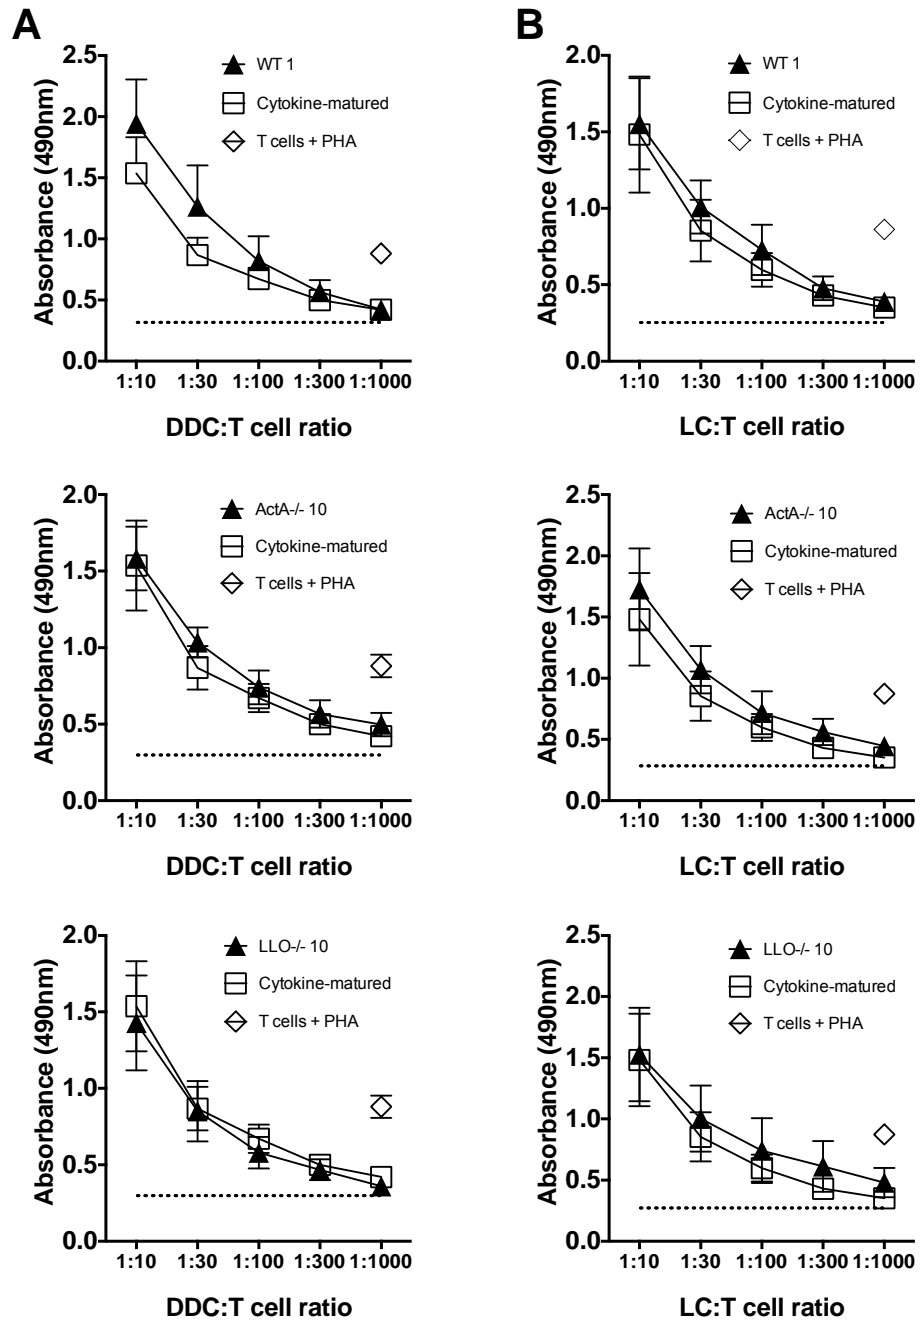 A
Absorbance (490nm)
2.5
2.0
1.5
1.0
0.5
0.0
WT 1
Cytokine-matured
T cells + PHA
1:10 1:30 1:100 1:300 1:1000
DDC:T cell ratio
B
Absorbance (490nm)
2.0
1.5
1.0
0.5
0.0
WT 1
Cytokine-matured
T cells + PHA
1:10 1:30 1:100 1:300 1:1000
LC:T cell ratio
Absorbance (490nm)
2.0
1.5
1.0
0.5
0.0
ActA-/- 10
Cytokine-matured
T cells + PHA
1:10 1:30 1:100 1:300 1:1000
DDC:T cell ratio
Absorbance (490nm)
2.5
2.0
1.5
1.0
0.5
0.0
ActA-/- 10
Cytokine-matured
T cells + PHA
1:10 1:30 1:100 1:300 1:1000
LC:T cell ratio
Absorbance (490nm)
2.0
1.5
1.0
0.5
0.0
LLO-/- 10
Cytokine-matured
T cells + PHA
1:10 1:30 1:100 1:300 1:1000
DDC:T cell ratio
Absorbance (490nm)
2.5
2.0
1.5
1.0
0.5
0.0
LLO-/- 10
Cytokine-matured
T cells + PHA
1:10 1:30 1:100 1:300 1:1000
LC:T cell ratio